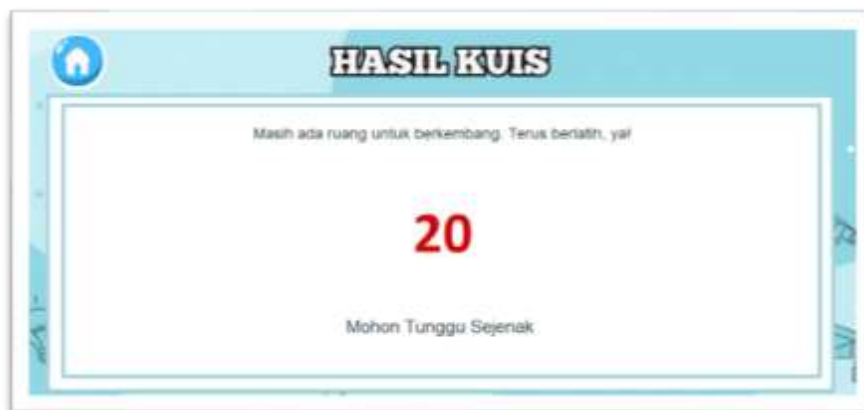 HASIL KUIS
Masih ada ruang untuk berkembang. Terus berlatih, ya!
20
Mohon Tunggu Sejenak